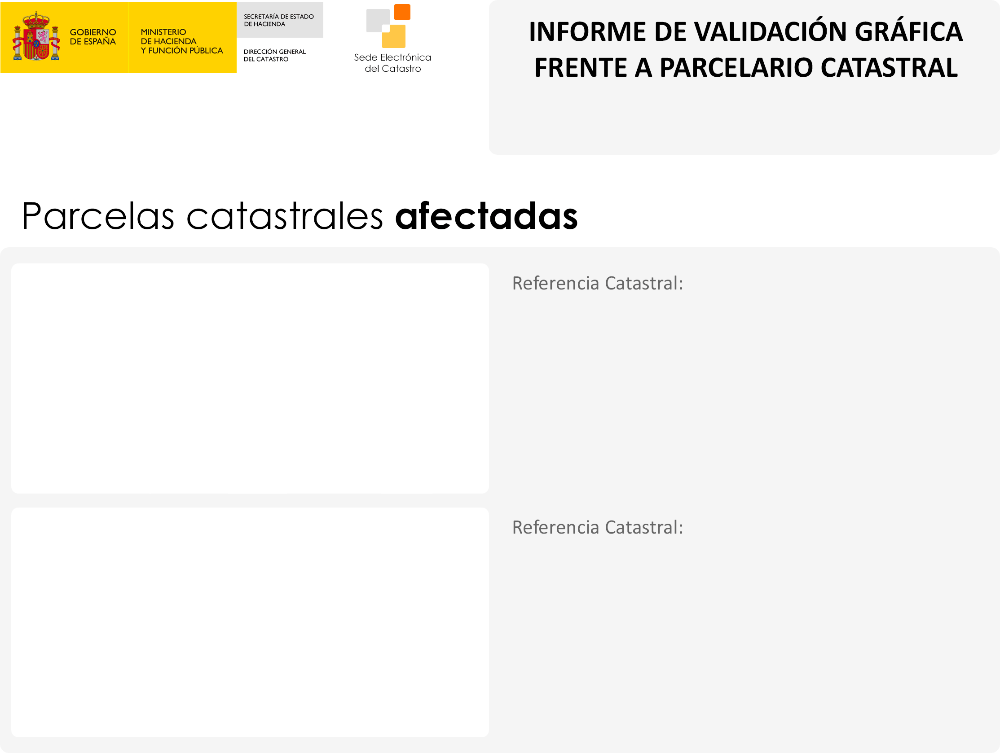 GOBIERNO
DE ESPAÑA
MINISTERIO
DE HACIENDA
Y FUNCIÓN PÚBLICA
SECRETARÍA DE ESTADO
DE HACIENDA
DIRECCIÓN GENERAL
DEL CATASTRO
Sede Electrónica
del Catastro
INFORME DE VALIDACIÓN GRÁFICA
FRENTE A PARCELARIO CATASTRAL
Parcelas catastrales afectadas
Referencia Catastral:
Referencia Catastral: